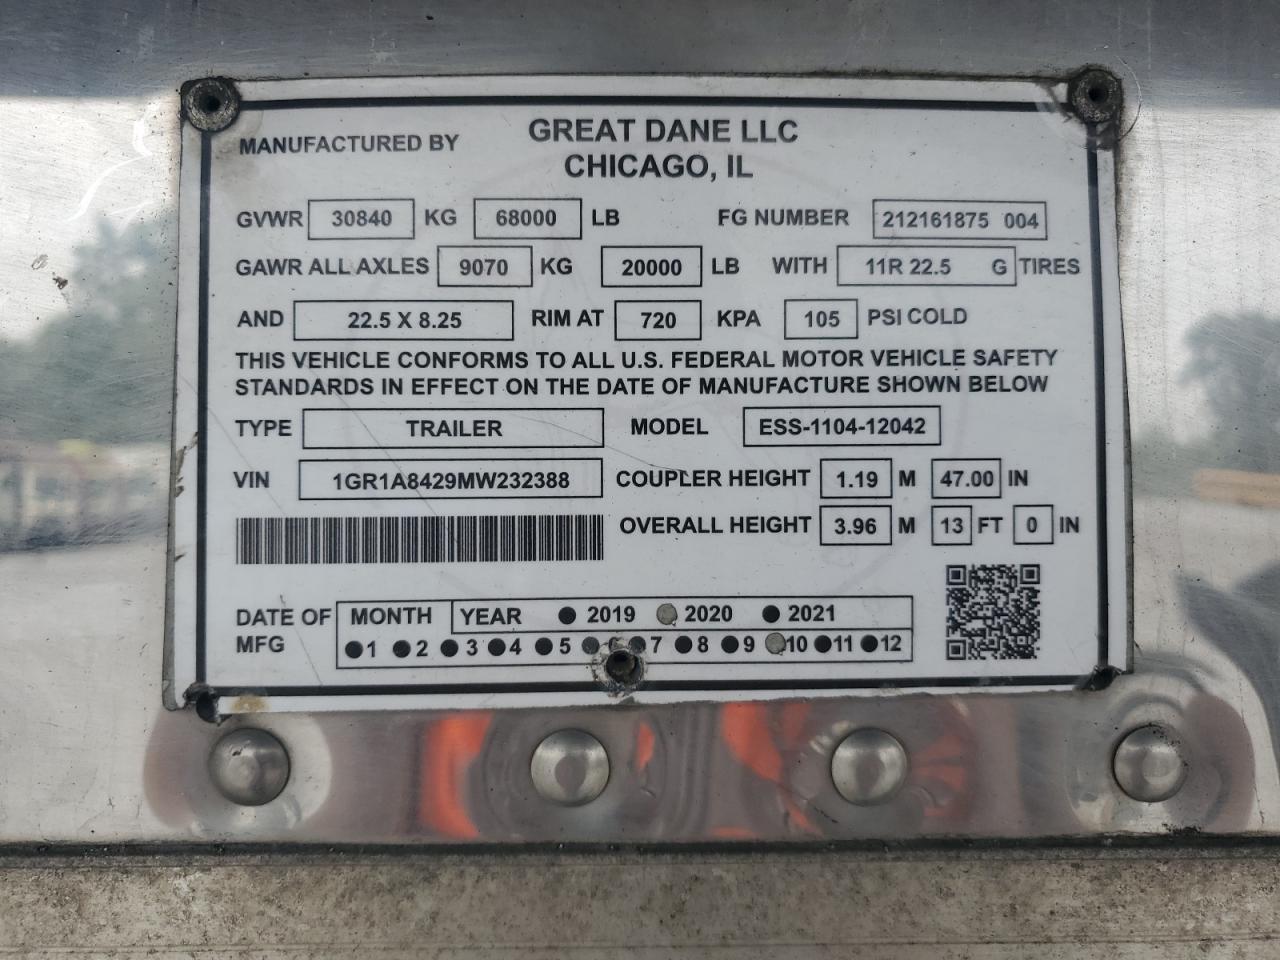 MANUFACTURED BY GREAT DANE LLC
CHICAGO, IL
GVWR 30840 KG 68000 LB FG NUMBER 212161875 004
GAWR ALL AXLES 9070 KG 20000 LB WITH 11R 22.5 G TIRES
AND 22.5 X 8.25 RIM AT 720 KPA 105 PSI COLD
THIS VEHICLE CONFORMS TO ALL U.S. FEDERAL MOTOR VEHICLE SAFETY
STANDARDS IN EFFECT ON THE DATE OF MANUFACTURE SHOWN BELOW
TYPE TRAILER MODEL ESS-1104-12042
VIN 1GR1A8429MW232388 COUPLER HEIGHT 1.19 M 47.00 IN
OVERALL HEIGHT 3.96 M 13 FT 0 IN
DATE OF MFG MONTH YEAR 2019 2020 2021
1 2 3 4 5 6 7 8 9 10 11 12